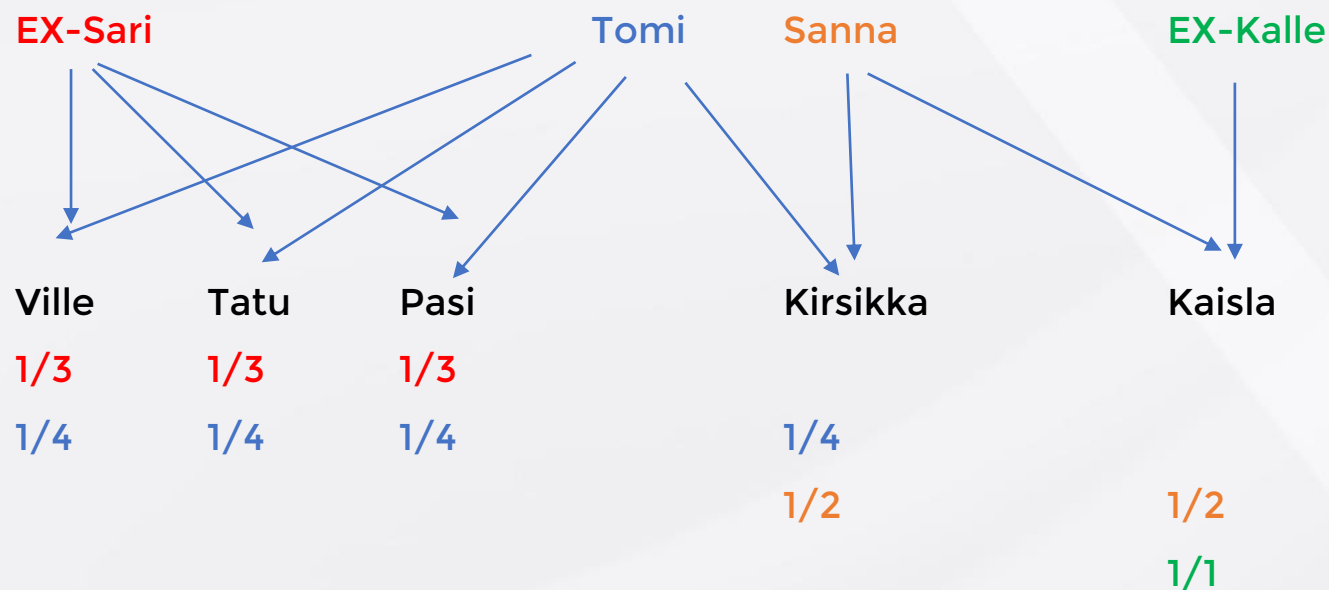 EX-Sari Tomi Sanna EX-Kalle
Ville Tatu Pasi Kirsikka Kaisla
1/3 1/3 1/3
1/4 1/4 1/4 1/4
1/2 1/2
1/1